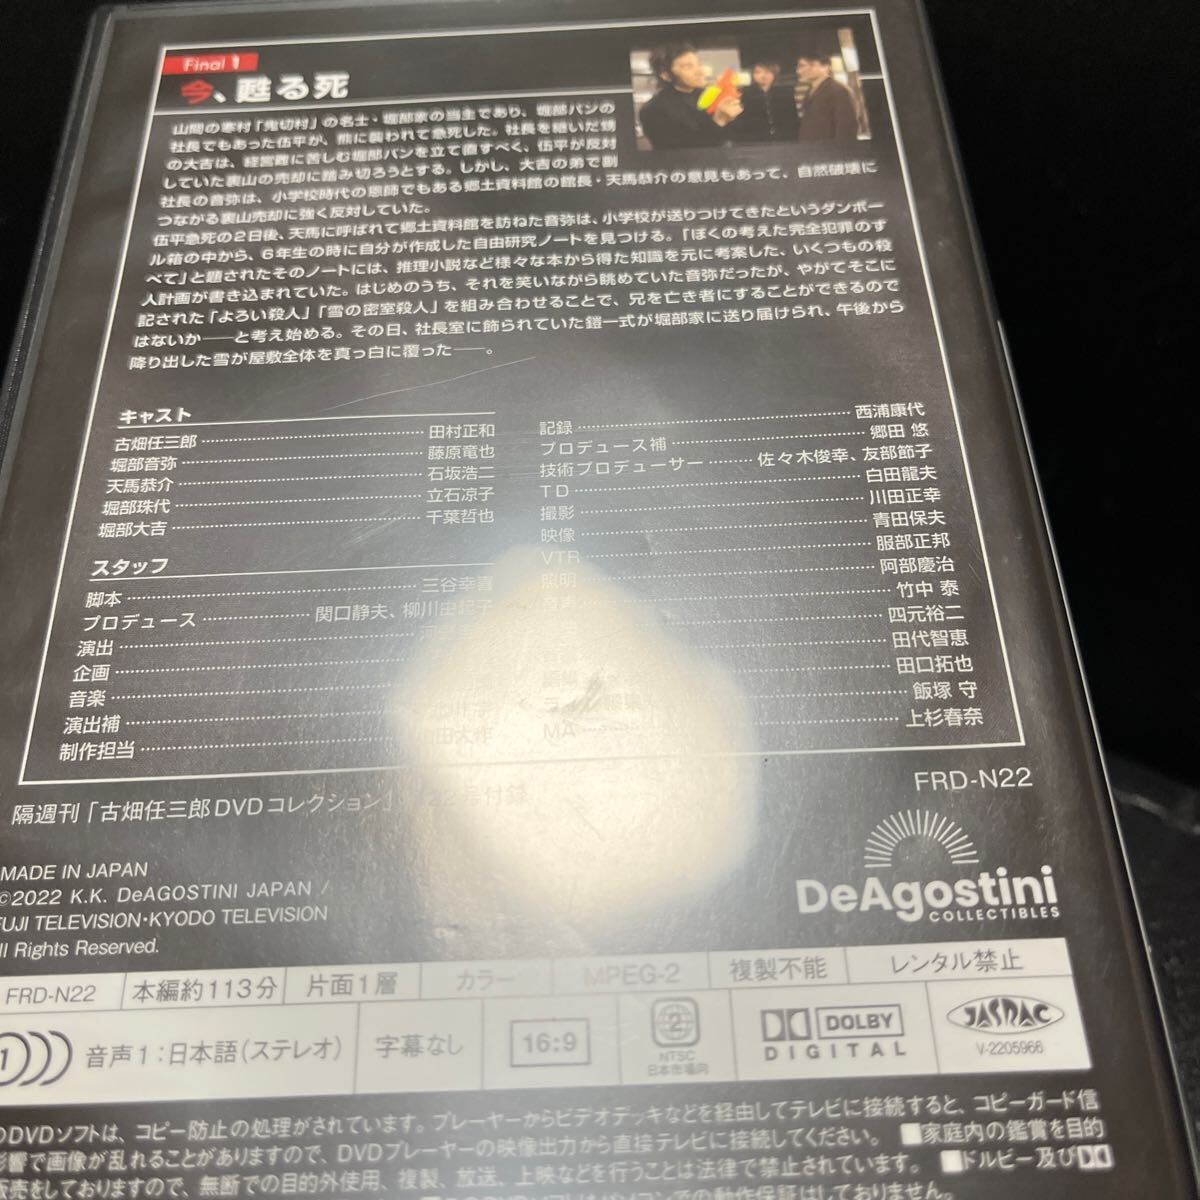 Final 1
今、甦る死
山間の寒村「鬼切村」の名士・堀部家の当主であり、堀部パンの
社長でもあった伍平が、熊に襲われて急死した。社長を継いだ甥
の大吉は、経営難に苦しむ堀部パンを立て直すべく、伍平が反対
していた裏山の売却に踏み切ろうとする。しかし、大吉の弟で副
社長の音弥は、小学校時代の恩師でもある郷土資料館の館長・天馬恭介の意見もあって、自然破壊に
つながる裏山売却に強く反対していた。
伍平急死の2日後、天馬に呼ばれて郷土資料館を訪ねた音弥は、小学校が送りつけてきたというダンボー
ル箱の中から、6年生の時に自分が作成した自由研究ノートを見つける。「ぼくの考えた完全犯罪のす
べて」と題されたそのノートには、推理小説など様々な本から得た知識を元に考案した、いくつもの殺
人計画が書き込まれていた。はじめのうち、それを笑いながら眺めていた音弥だったが、やがてそこに
記された「よろい殺人」「雪の密室殺人」を組み合わせることで、兄を亡き者にすることができるので
はないか――と考え始める。その日、社長室に飾られていた鎧一式が堀部家に送り届けられ、午後から
降り出した雪が屋敷全体を真っ白に覆った――。
キャスト
古畑任三郎 田村正和
堀部音弥 藤原竜也
天馬恭介 石坂浩二
堀部珠代 立石凉子
堀部大吉 千葉哲也
スタッフ
脚本 三谷幸喜
プロデュース 関口静夫、柳川由起子
演出
企画
音楽
演出補
制作担当 田大作
記録 西浦康代
プロデュース補 郷田 悠
技術プロデューサー 佐々木俊幸、友部節子
TD 白田龍夫
撮影 川田正幸
映像 青田保夫
VTR 服部正邦
照明 阿部慶治
音声 竹中 泰
四元裕二
田代智恵
田口拓也
飯塚 守
MA 上杉春奈
隔週刊「古畑任三郎DVDコレクション」 号付録
FRD-N22
MADE IN JAPAN
©2022 K.K. DeAGOSTINI JAPAN /
FUJI TELEVISION・KYODO TELEVISION
All Rights Reserved.
DeAgostini
COLLECTIBLES
FRD-N22 本編約113分 片面1層 カラー MPEG-2 複製不能 レンタル禁止
1 音声1:日本語(ステレオ) 字幕なし 16:9 2 NTSC 日本市場向 DOLBY DIGITAL JASRAC V-2205966
DVDソフトは、コピー防止の処理がされています。プレーヤーからビデオデッキなどを経由してテレビに接続すると、コピーガード信
影響で画像が乱れることがありますので、DVDプレーヤーの映像出力から直接テレビに接続してください。 ■家庭内の鑑賞を目的
販売をしておりますので、無断での目的外使用、複製、放送、上映などを行うことは法律で禁止されています。 ■ドルビー及び